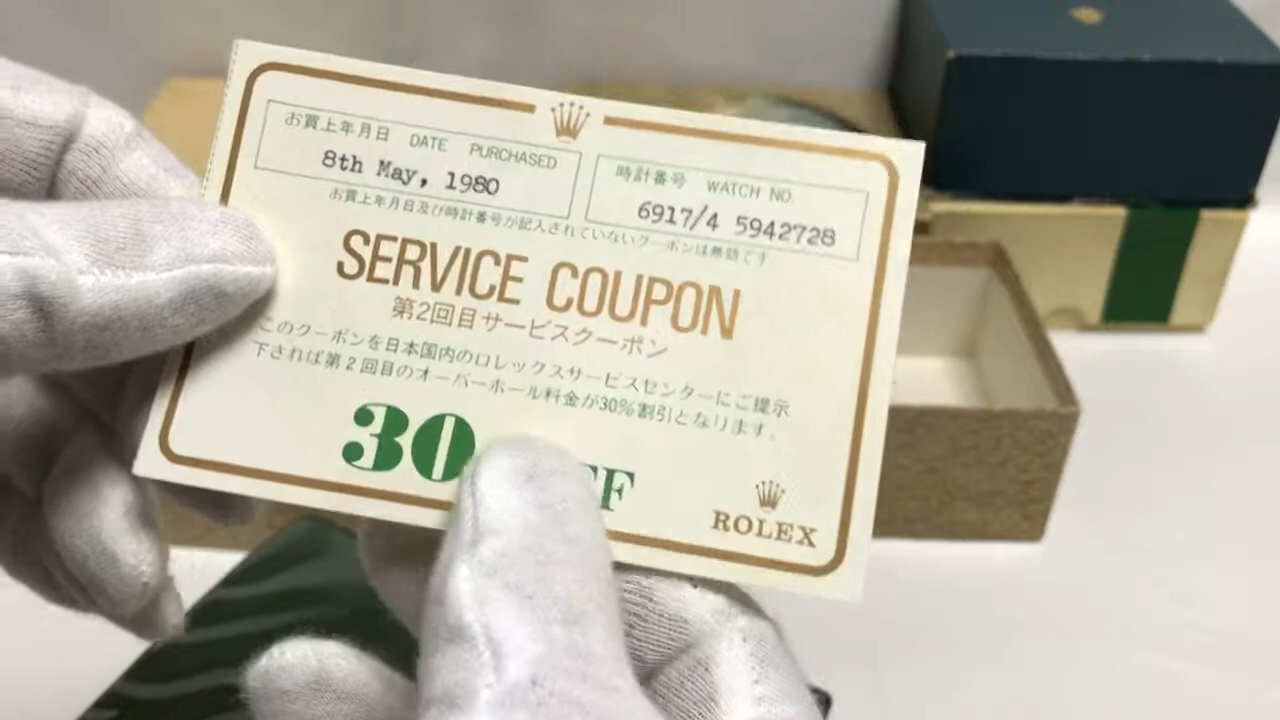 お買上年月日 DATE PURCHASED
8th May, 1980
時計番号 WATCH NO.
6917/4 5942728
お買上年月日及び時計番号が記入されていないクーポンは無効です
SERVICE COUPON
第2回目サービスクーポン
このクーポンを日本国内のロレックスサービスセンターにご提示
下されば第2回目のオーバーホール料金が30%割引となります。
30
ROLEX